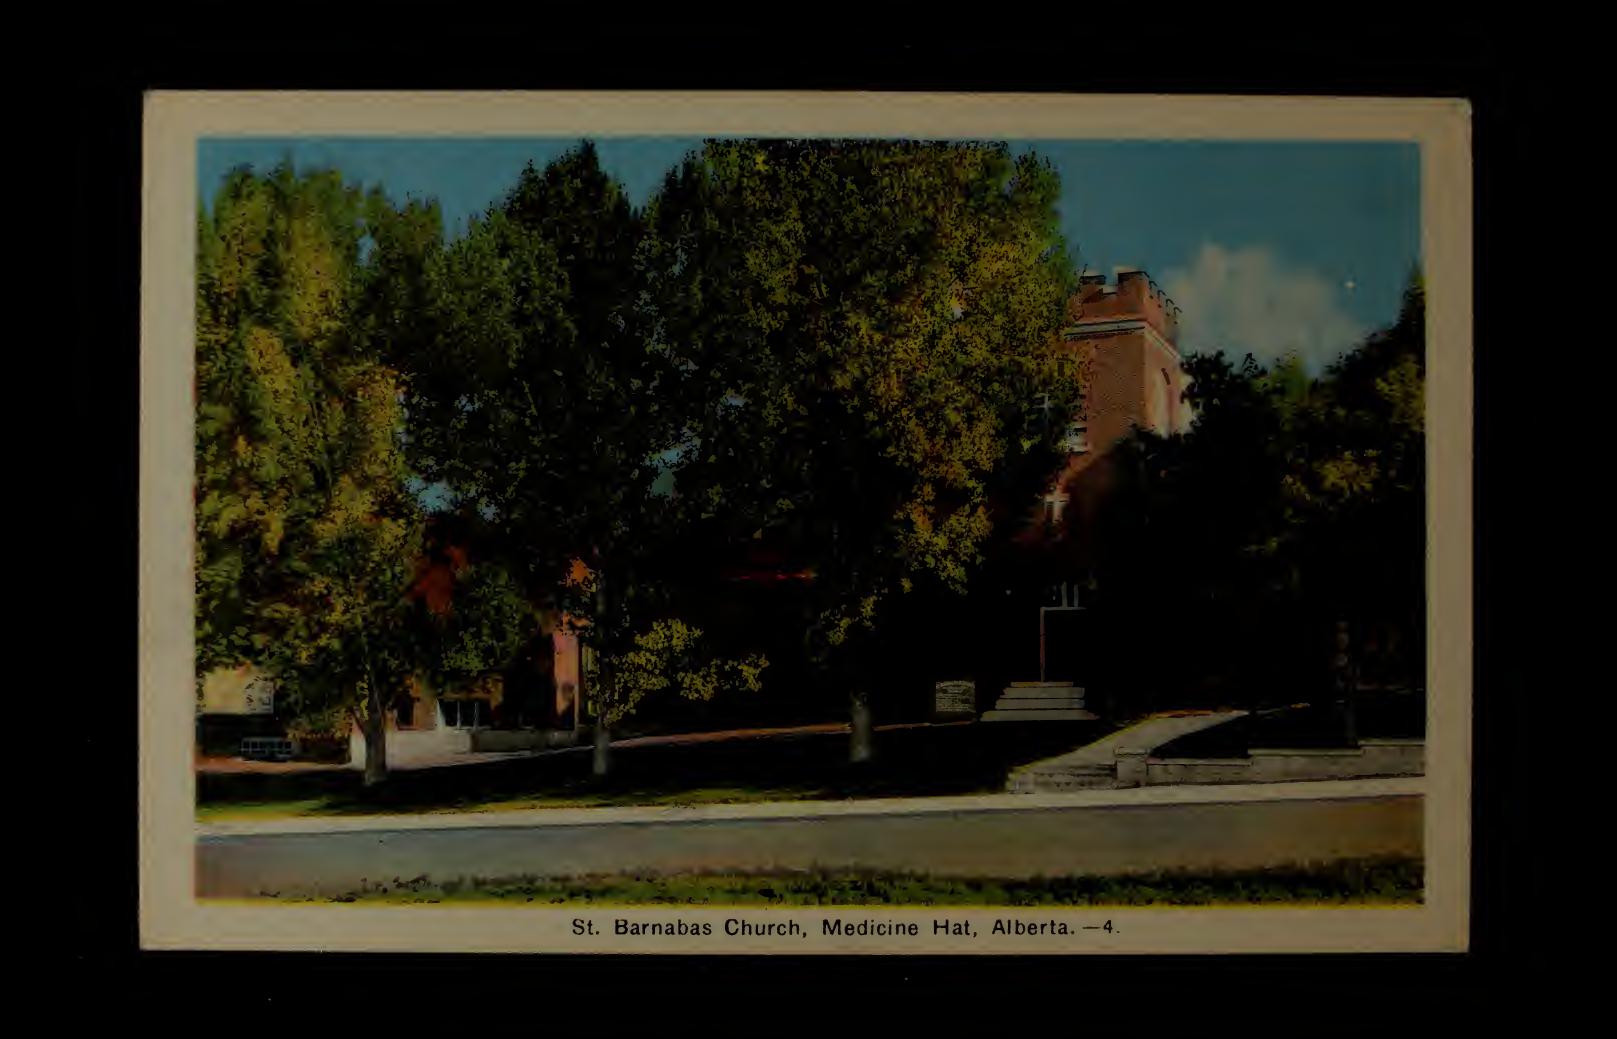 St. Barnabas Church, Medicine Hat, Alberta. —4.